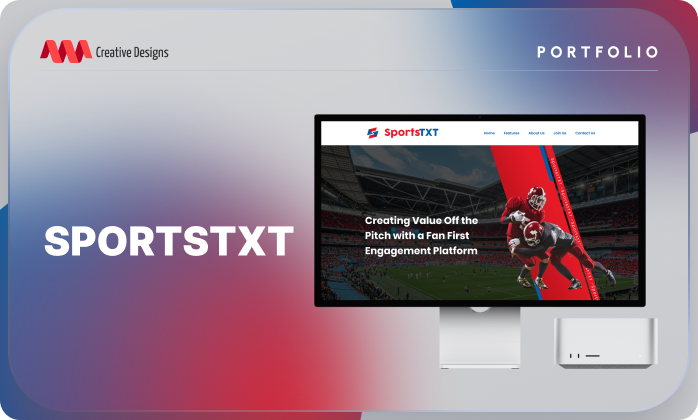 Creative Designs
PORTFOLIO
SportsTXT
Home Features About Us Join Us Contact Us
Creating Value Off the
Pitch with a Fan First
Engagement Platform
SPORTSTXT